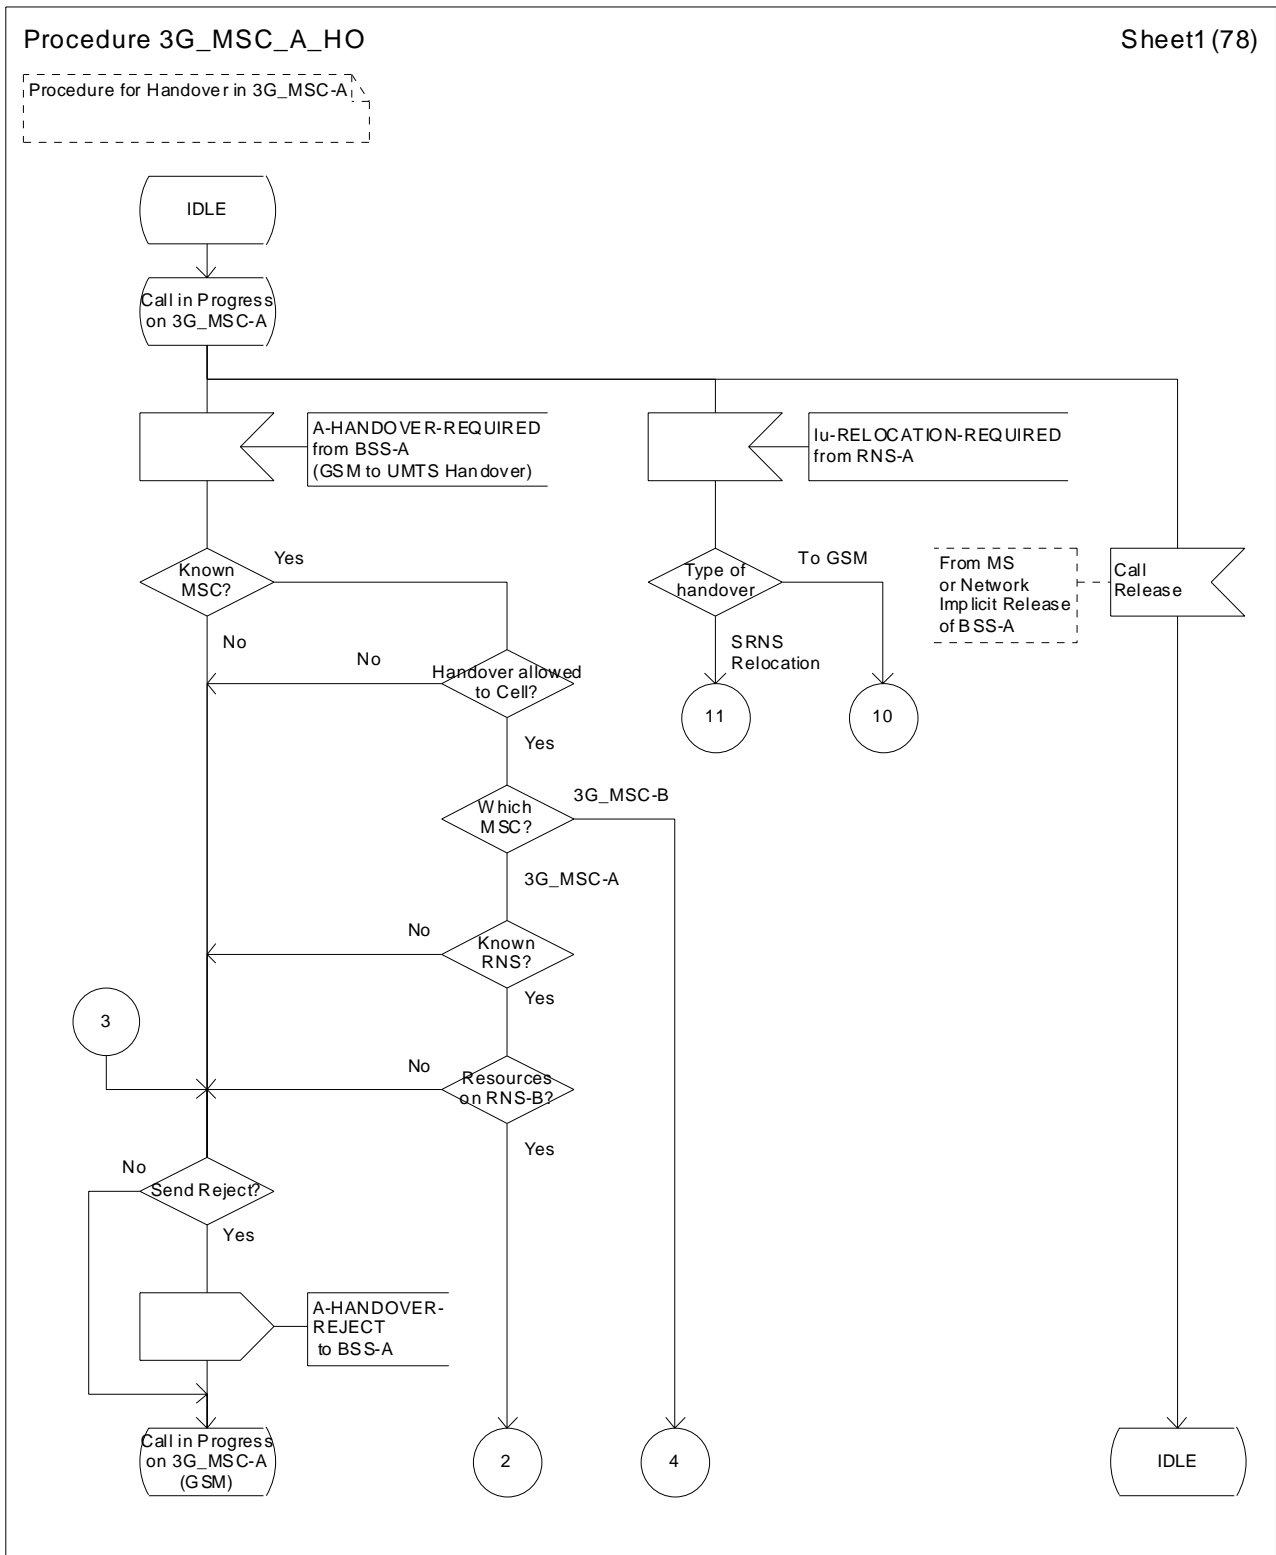 Procedure 3G_MSC_A_HO
Sheet1 (78)
Procedure for Handover in 3G_MSC-A
IDLE
Call in Progress
on 3G_MSC-A
A-HANDOVER-REQUIRED
from BSS-A
(GSM to UMTS Handover)
Iu-RELOCATION-REQUIRED
from RNS-A
Known
MSC?
Yes
No
Type of
handover
To GSM
SRNS
Relocation
From MS
or Network
Implicit Release
of BSS-A
Call
Release
No
Handover allowed
to Cell?
Yes
11
10
Which
MSC?
3G_MSC-B
3G_MSC-A
No
Known
RNS?
Yes
3
No
Resources
on RNS-B?
Yes
No
Send Reject?
Yes
A-HANDOVER-
REJECT
to BSS-A
Call in Progress
on 3G_MSC-A
(GSM)
2
4
IDLE